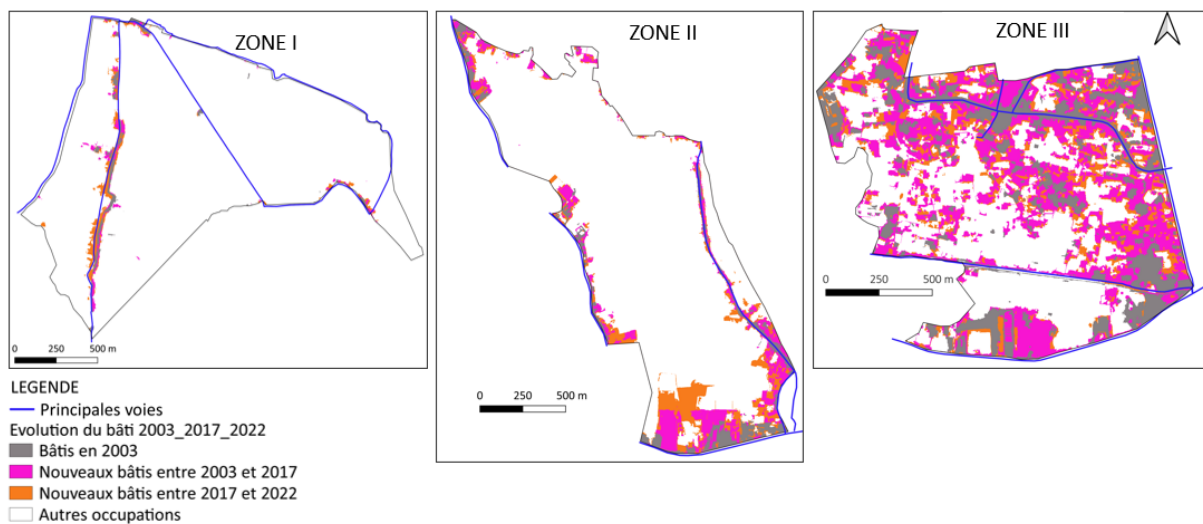 ZONE I
ZONE II
ZONE III
0 250 500 m
0 250 500 m
0 250 500 m
LEGENDE
Principales voies
Evolution du bâti 2003_2017_2022
Bâtis en 2003
Nouveaux bâtis entre 2003 et 2017
Nouveaux bâtis entre 2017 et 2022
Autres occupations